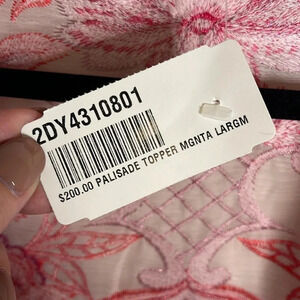 2DY4310801
$200.00 PALISADE TOPPER MGNTA LARGM